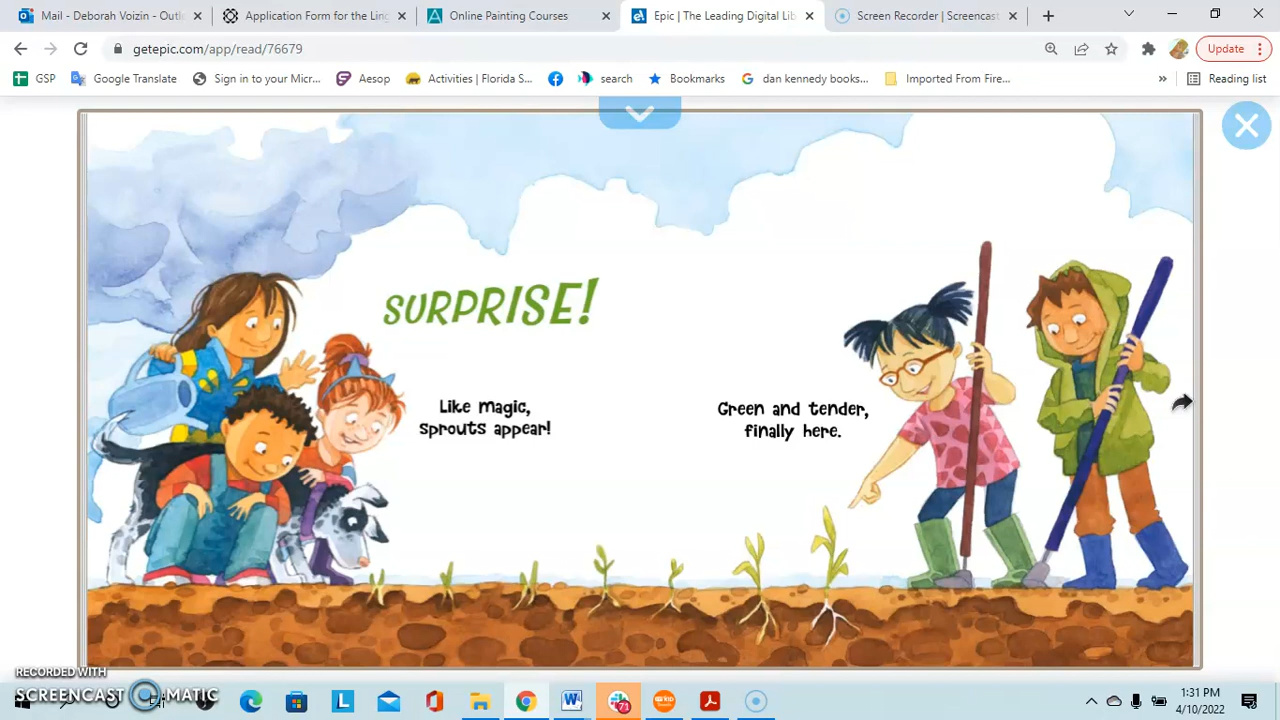 Mail - Deborah Voizin - Outl
Application Form for the Ling
Online Painting Courses
Epic | The Leading Digital Lib
Screen Recorder | Screencast
getepic.com/app/read/76679
Update
GSP
Google Translate
Sign in to your Micr...
Aesop
Activities | Florida S...
search
Bookmarks
dan kennedy books...
Imported From Fire...
»
Reading list
SURPRISE!
Like magic,
sprouts appear!
Green and tender,
finally here.
RECORDED WITH
SCREENCAST MATIC
71
1:31 PM
4/10/2022